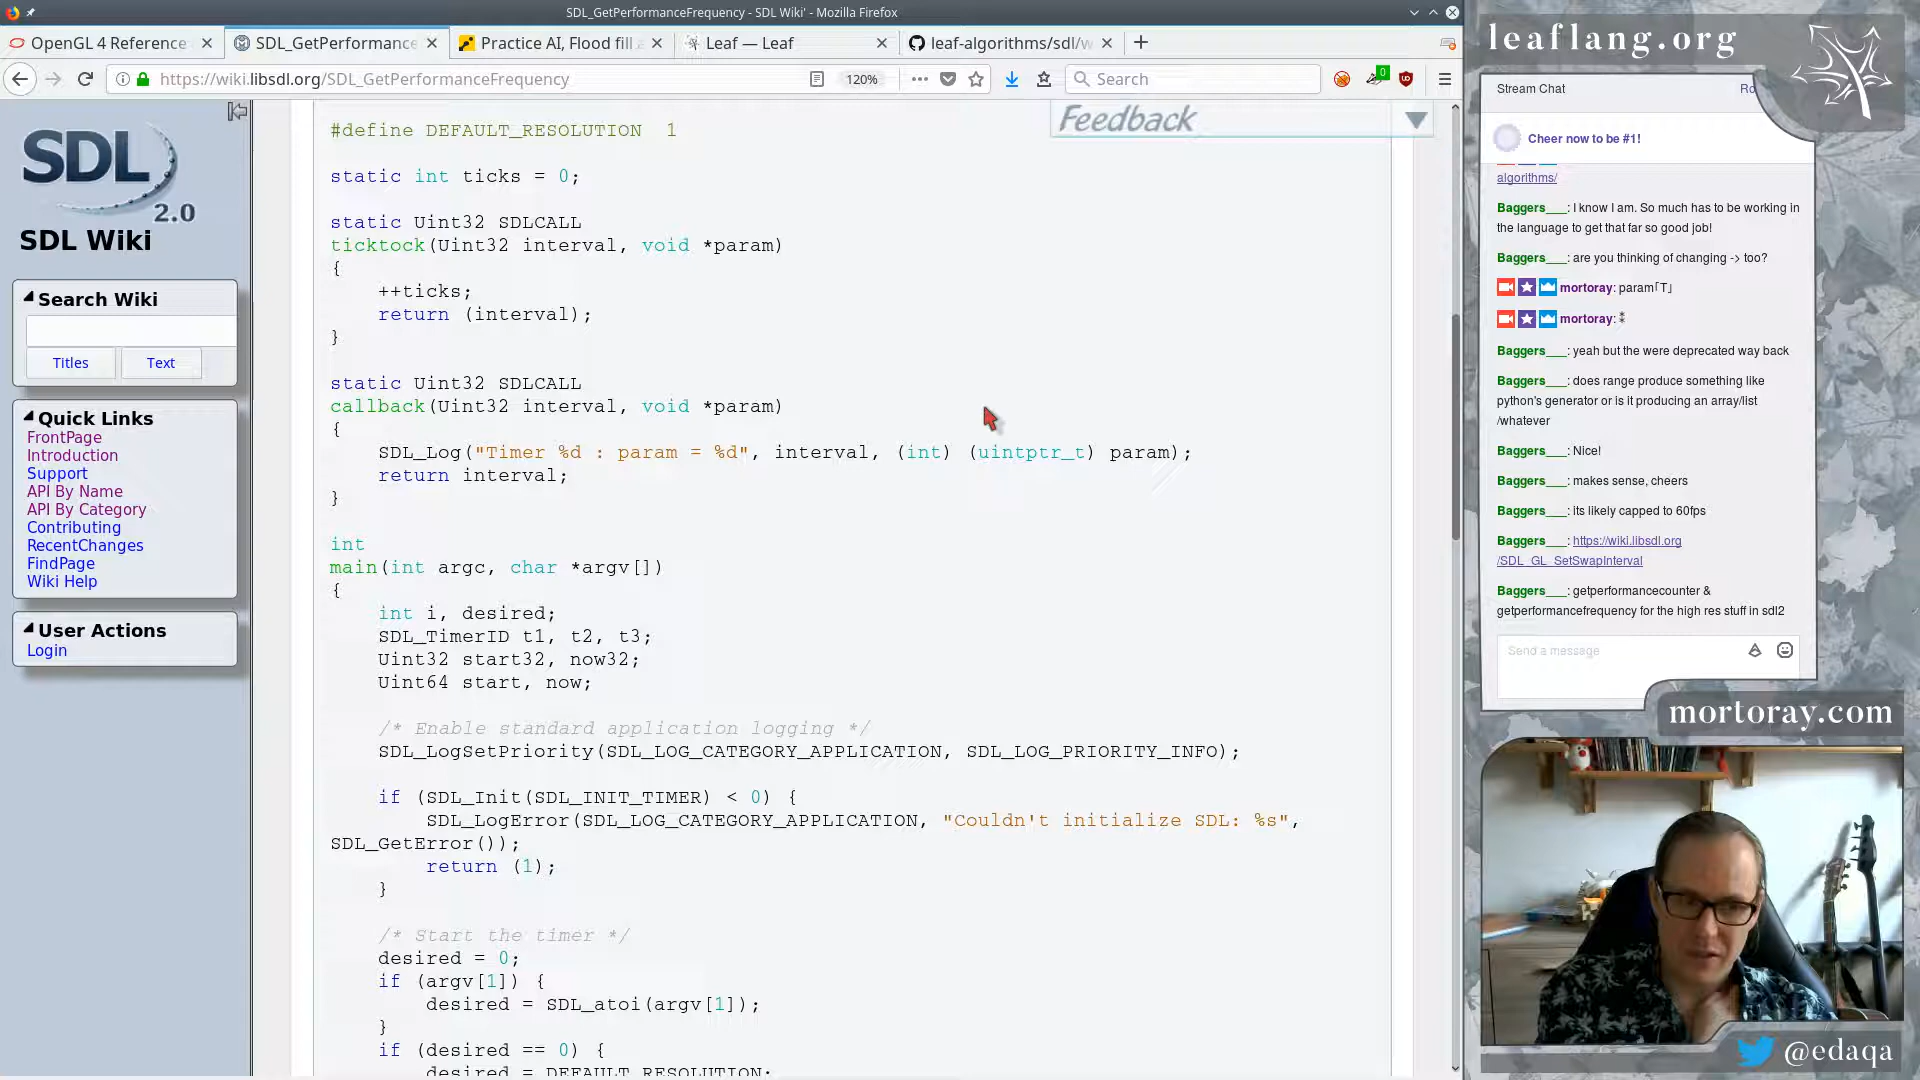 SDL_GetPerformanceFrequency - SDL Wiki' - Mozilla Firefox
OpenGL 4 Reference
SDL_GetPerformance
Practice AI, Flood fill
Leaf — Leaf
leaf-algorithms/sdl/w
https://wiki.libsdl.org/SDL_GetPerformanceFrequency
120%
Search
0
SDL
2.0
SDL Wiki
Search Wiki
Titles
Text
Quick Links
FrontPage
Introduction
Support
API By Name
API By Category
Contributing
RecentChanges
FindPage
Wiki Help
User Actions
Login
Feedback
#define DEFAULT_RESOLUTION  1
static int ticks = 0;
static Uint32 SDLCALL
ticktock(Uint32 interval, void *param)
{
    ++ticks;
    return (interval);
}
static Uint32 SDLCALL
callback(Uint32 interval, void *param)
{
    SDL_Log("Timer %d : param = %d", interval, (int) (uintptr_t) param);
    return interval;
}
int
main(int argc, char *argv[])
{
    int i, desired;
    SDL_TimerID t1, t2, t3;
    Uint32 start32, now32;
    Uint64 start, now;
    /* Enable standard application logging */
    SDL_LogSetPriority(SDL_LOG_CATEGORY_APPLICATION, SDL_LOG_PRIORITY_INFO);
    if (SDL_Init(SDL_INIT_TIMER) < 0) {
        SDL_LogError(SDL_LOG_CATEGORY_APPLICATION, "Couldn't initialize SDL: %s",
SDL_GetError());
        return (1);
    }
    /* Start the timer */
    desired = 0;
    if (argv[1]) {
        desired = SDL_atoi(argv[1]);
    }
    if (desired == 0) {
        desired = DEFAULT_RESOLUTION;
leaflang.org
Stream Chat
Ro
Cheer now to be #1!
algorithms/
Baggers___: I know I am. So much has to be working in
the language to get that far so good job!
Baggers___: are you thinking of changing -> too?
mortoray: param｢T｣
mortoray: ⁑
Baggers___: yeah but the were deprecated way back
Baggers___: does range produce something like
python's generator or is it producing an array/list
/whatever
Baggers___: Nice!
Baggers___: makes sense, cheers
Baggers___: its likely capped to 60fps
Baggers___: https://wiki.libsdl.org
/SDL_GL_SetSwapInterval
Baggers___: getperformancecounter &
getperformancefrequency for the high res stuff in sdl2
Send a message
mortoray.com
@edaqa